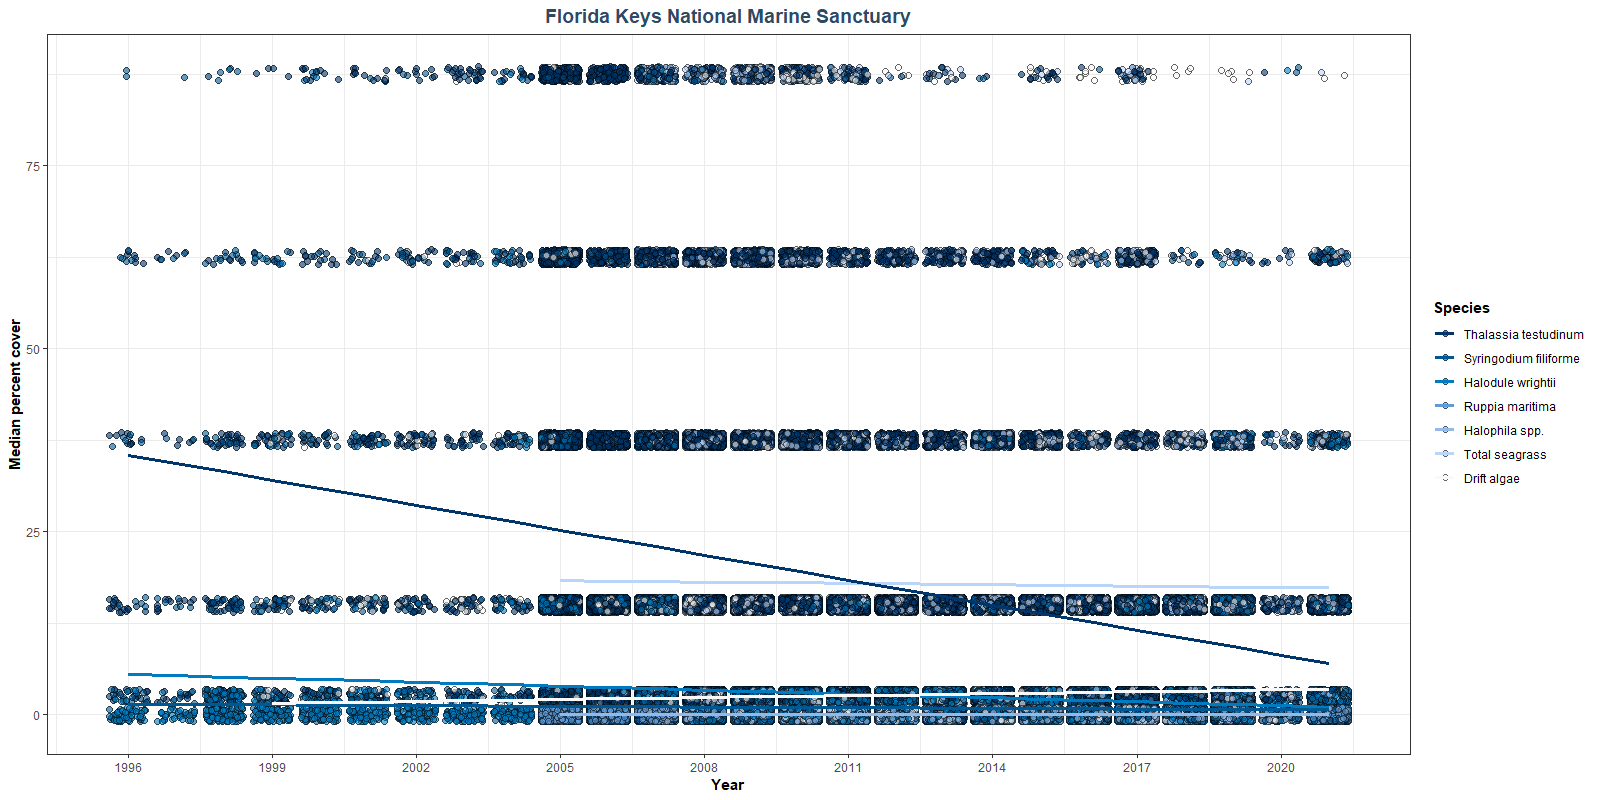 Florida Keys National Marine Sanctuary
Median percent cover
75
50
25
0
1996
1999
2002
2005
2008
2011
2014
2017
2020
Year
Species
Thalassia testudinum
Syringodium filiforme
Halodule wrightii
Ruppia maritima
Halophila spp.
Total seagrass
Drift algae